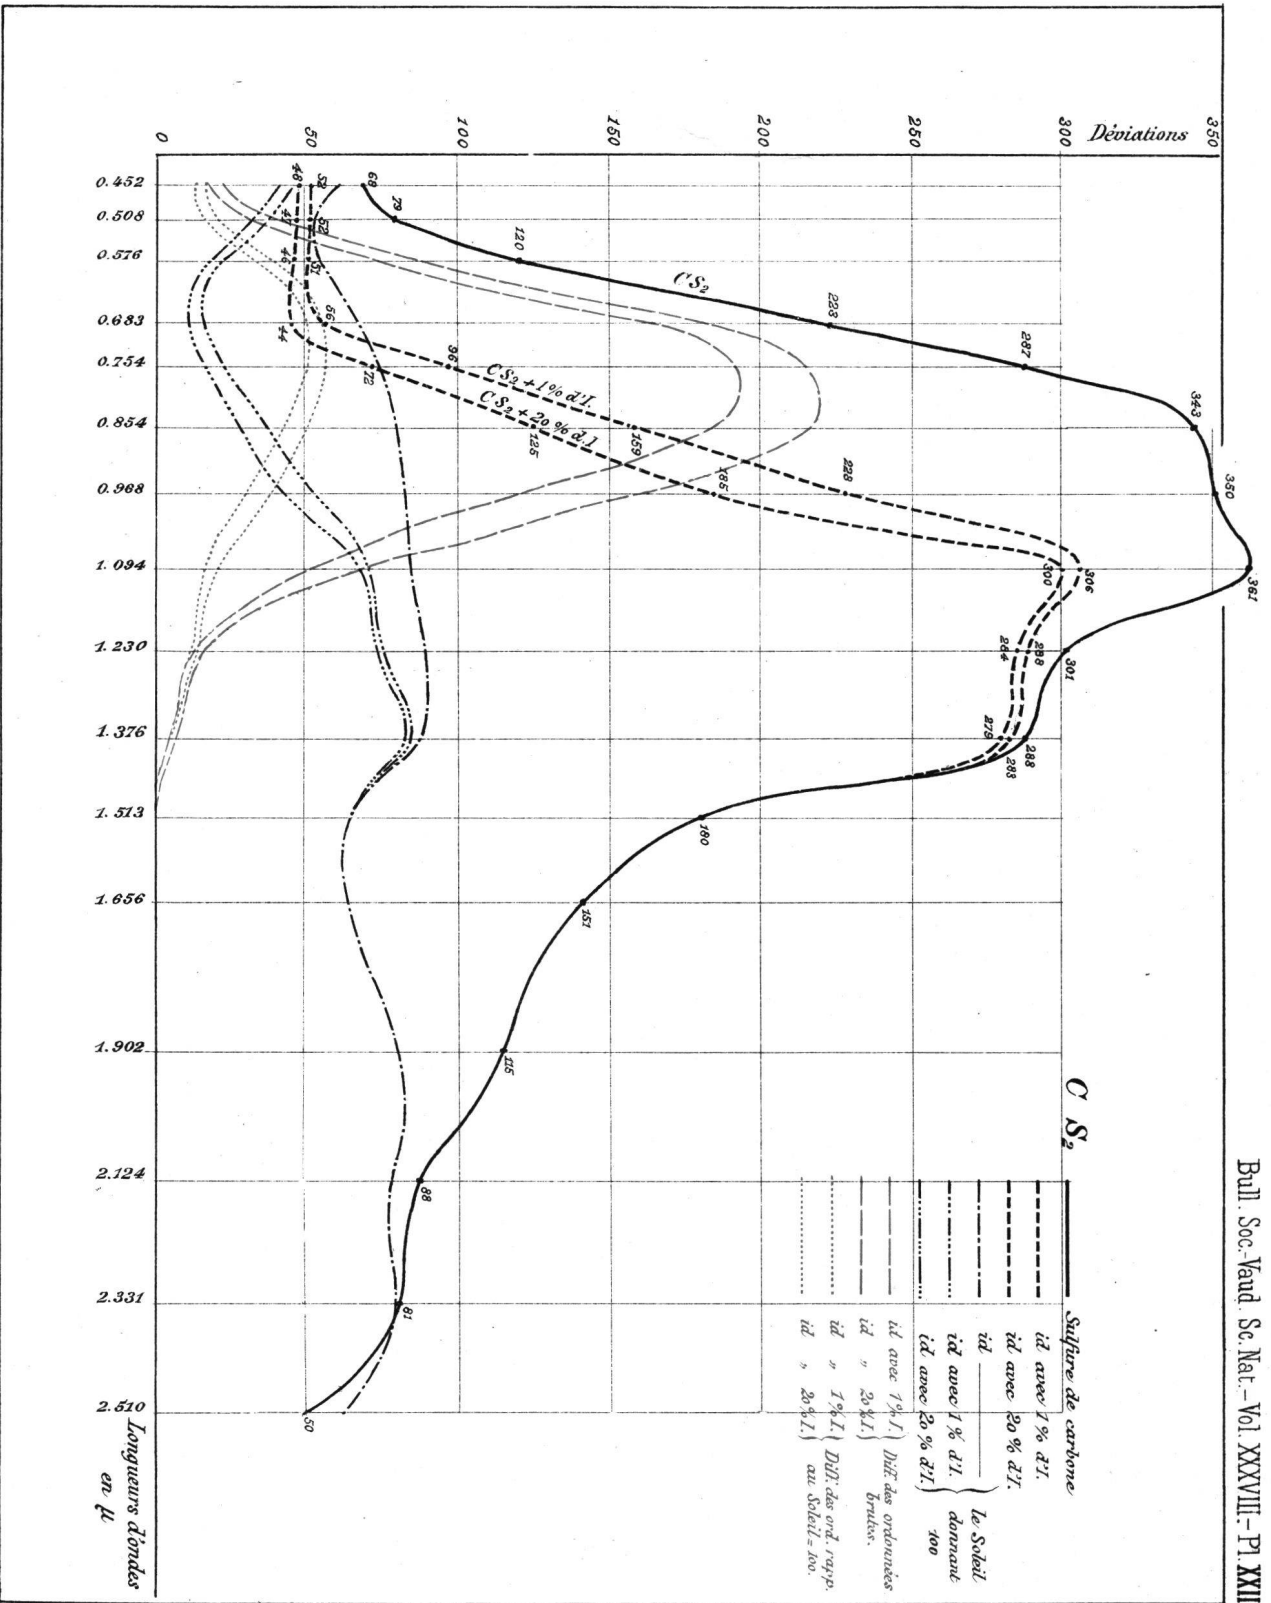 Bull. Soc. Vaud. Sc. Nat. – Vol. XXXVIII. – Pl. XXII
Déviations
350
300
250
200
150
100
50
0
C S₂
Sulfure de carbone
id avec 1% d'I.
id avec 20% d'I.
id
id avec 1% d'I.
id avec 20% d'I.
le Soleil
donnant
100
id avec 1% I.
id „ 20% I.
Diff. des ordonnées
brutes.
id „ 1% I.
id „ 20% I.
Diff. des ord. rapp.
au Soleil = 100.
CS₂
CS₂ + 1% d'I.
CS₂ + 20% d.I
68
79
120
223
287
343
350
361
301
288
180
151
115
88
81
50
52
52
51
56
96
159
228
306
288
283
48
47
46
44
72
125
185
300
284
279
0.452
0.508
0.576
0.683
0.754
0.854
0.968
1.094
1.230
1.376
1.513
1.656
1.902
2.124
2.331
2.510
Longueurs d'ondes
en µ